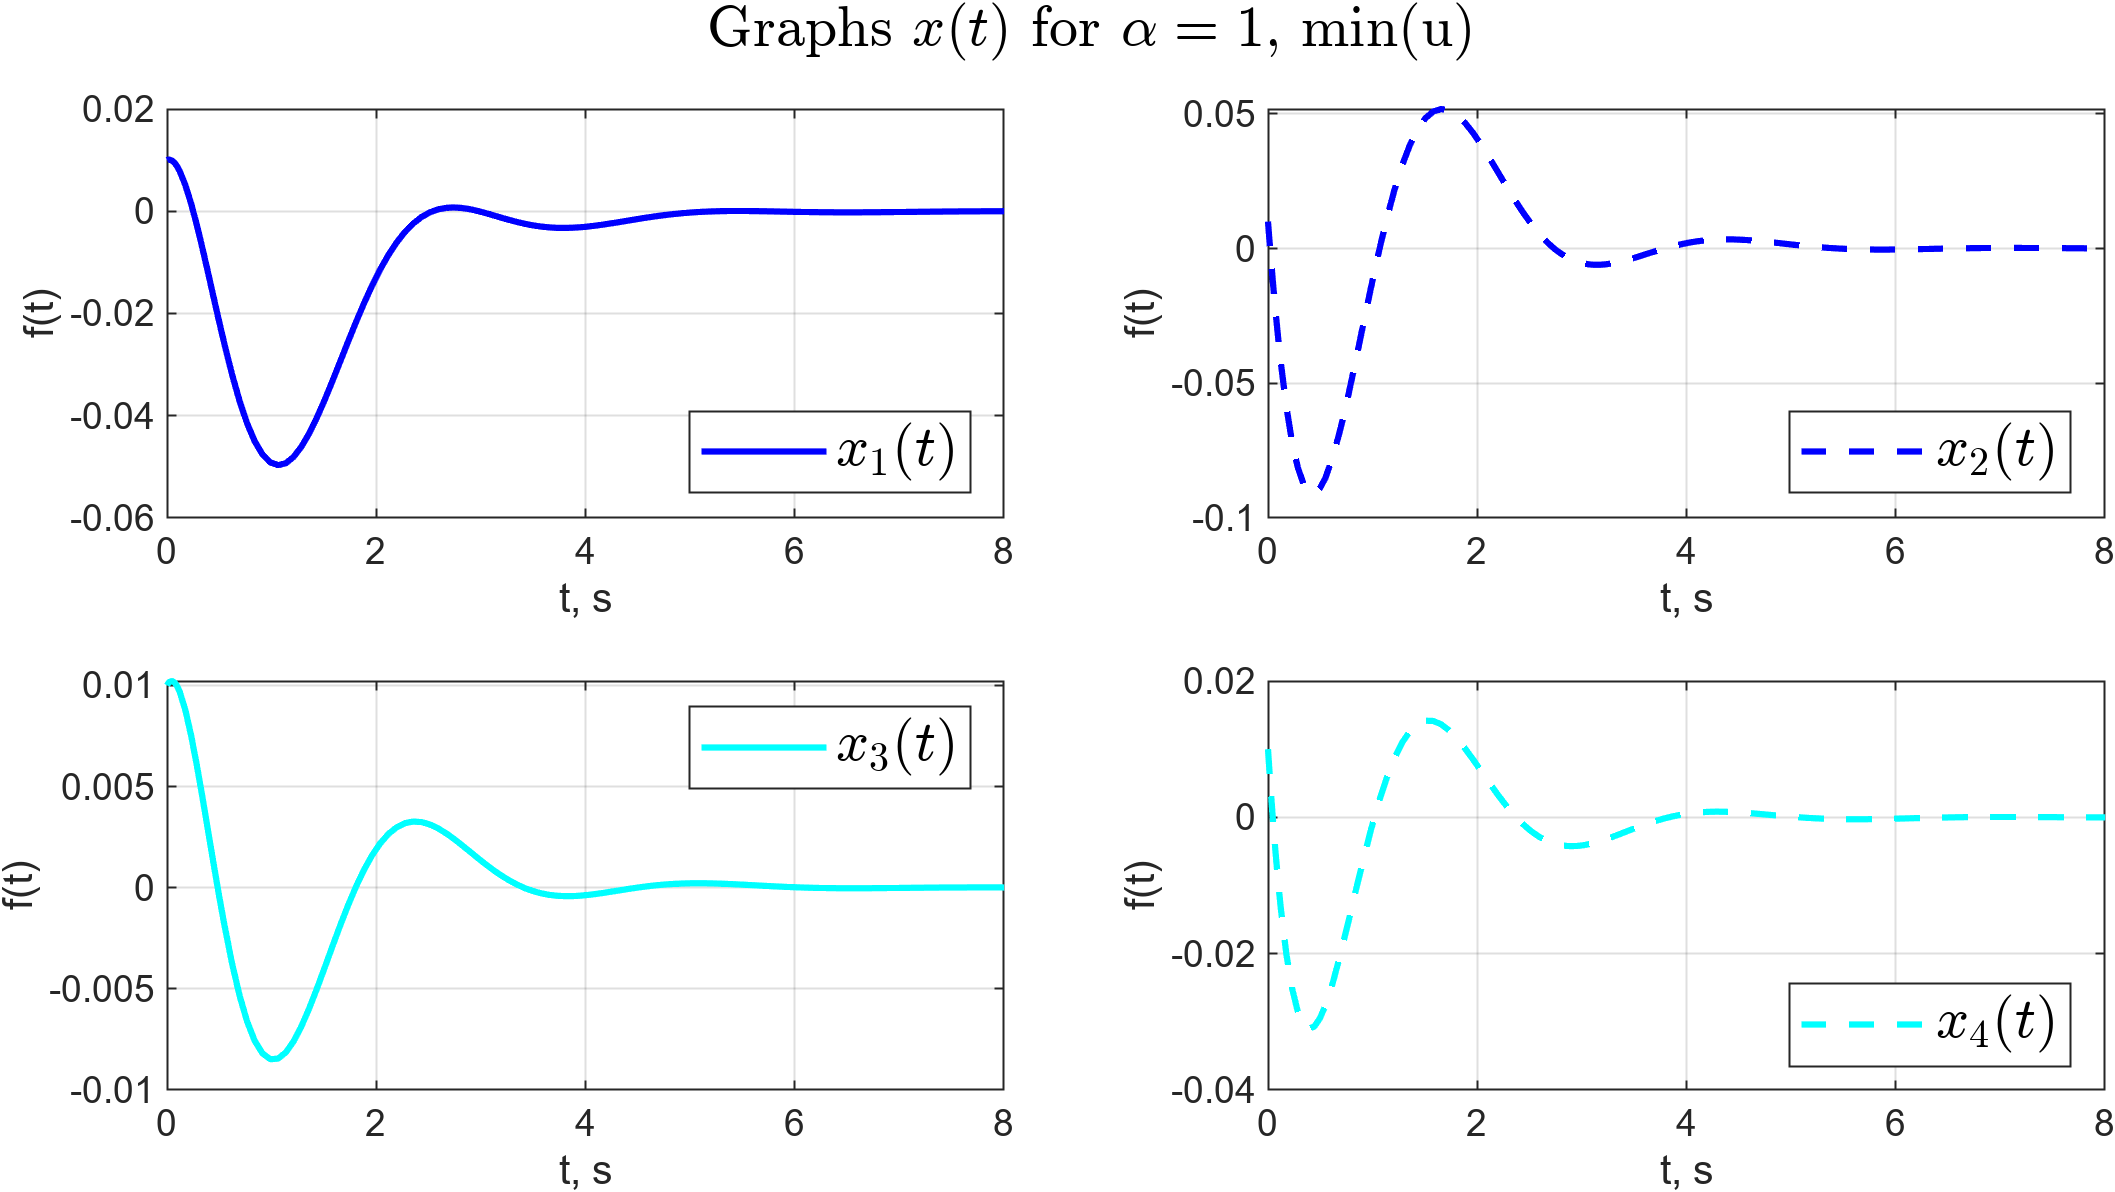 Graphs x(t) for α = 1, min(u)
0.02
0
-0.02
-0.04
-0.06
0 2 4 6 8
f(t)
t, s
x₁(t)
0.05
0
-0.05
-0.1
0 2 4 6 8
f(t)
t, s
x₂(t)
0.01
0.005
0
-0.005
-0.01
0 2 4 6 8
f(t)
t, s
x₃(t)
0.02
0
-0.02
-0.04
0 2 4 6 8
f(t)
t, s
x₄(t)